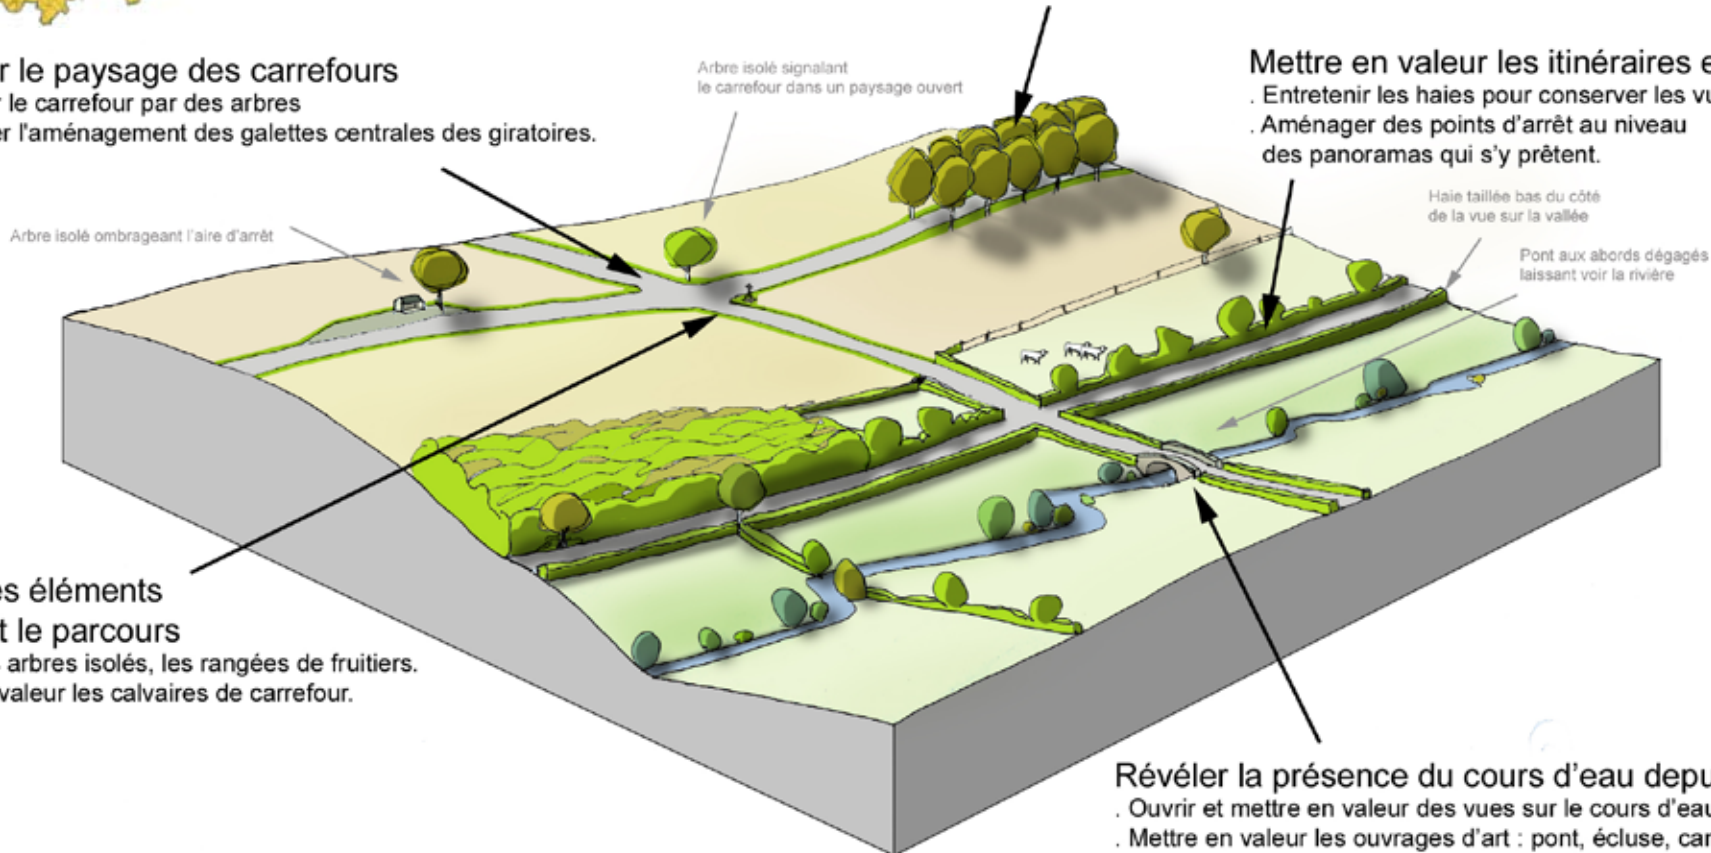 r le paysage des carrefours
r le carrefour par des arbres
er l'aménagement des galettes centrales des giratoires.
Arbre isolé signalant
le carrefour dans un paysage ouvert
Mettre en valeur les itinéraires e
. Entretenir les haies pour conserver les vu
. Aménager des points d'arrêt au niveau
des panoramas qui s'y prêtent.
Arbre isolé ombrageant l'aire d'arrêt
Haie taillée bas du côté
de la vue sur la vallée
Pont aux abords dégagés
laissant voir la rivière
es éléments
t le parcours
s arbres isolés, les rangées de fruitiers.
valeur les calvaires de carrefour.
Révéler la présence du cours d'eau depu
. Ouvrir et mettre en valeur des vues sur le cours d'eau
. Mettre en valeur les ouvrages d'art : pont, écluse, can